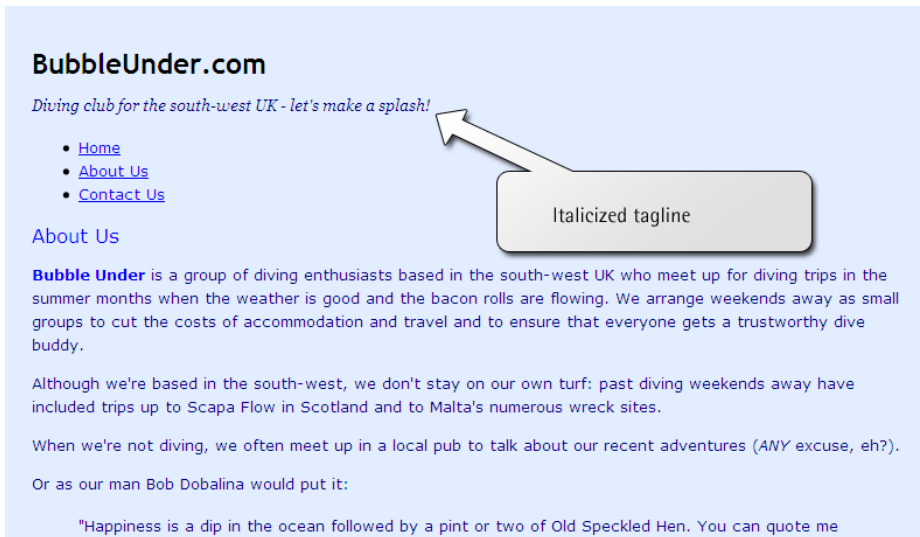 BubbleUnder.com
Diving club for the south-west UK - let's make a splash!
Home
About Us
Contact Us
Italicized tagline
About Us
Bubble Under is a group of diving enthusiasts based in the south-west UK who meet up for diving trips in the
summer months when the weather is good and the bacon rolls are flowing. We arrange weekends away as small
groups to cut the costs of accommodation and travel and to ensure that everyone gets a trustworthy dive
buddy.
Although we're based in the south-west, we don't stay on our own turf: past diving weekends away have
included trips up to Scapa Flow in Scotland and to Malta's numerous wreck sites.
When we're not diving, we often meet up in a local pub to talk about our recent adventures (ANY excuse, eh?).
Or as our man Bob Dobalina would put it:
"Happiness is a dip in the ocean followed by a pint or two of Old Speckled Hen. You can quote me